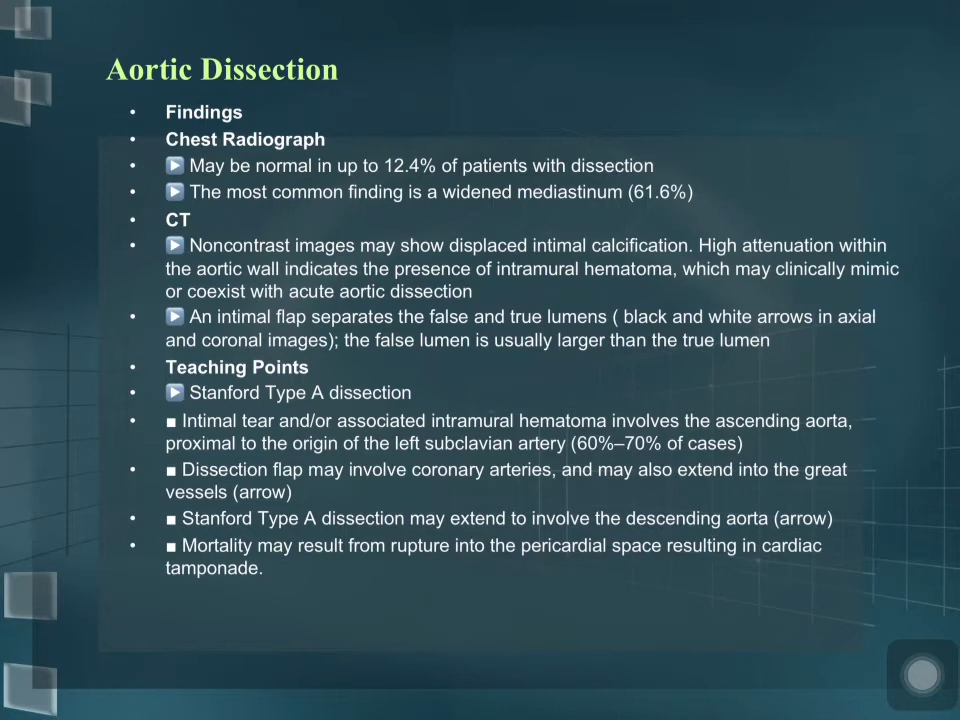 Aortic Dissection
• Findings
• Chest Radiograph
• ▶ May be normal in up to 12.4% of patients with dissection
• ▶ The most common finding is a widened mediastinum (61.6%)
• CT
• ▶ Noncontrast images may show displaced intimal calcification. High attenuation within
the aortic wall indicates the presence of intramural hematoma, which may clinically mimic
or coexist with acute aortic dissection
• ▶ An intimal flap separates the false and true lumens ( black and white arrows in axial
and coronal images); the false lumen is usually larger than the true lumen
• Teaching Points
• ▶ Stanford Type A dissection
• ■ Intimal tear and/or associated intramural hematoma involves the ascending aorta,
proximal to the origin of the left subclavian artery (60%–70% of cases)
• ■ Dissection flap may involve coronary arteries, and may also extend into the great
vessels (arrow)
• ■ Stanford Type A dissection may extend to involve the descending aorta (arrow)
• ■ Mortality may result from rupture into the pericardial space resulting in cardiac
tamponade.